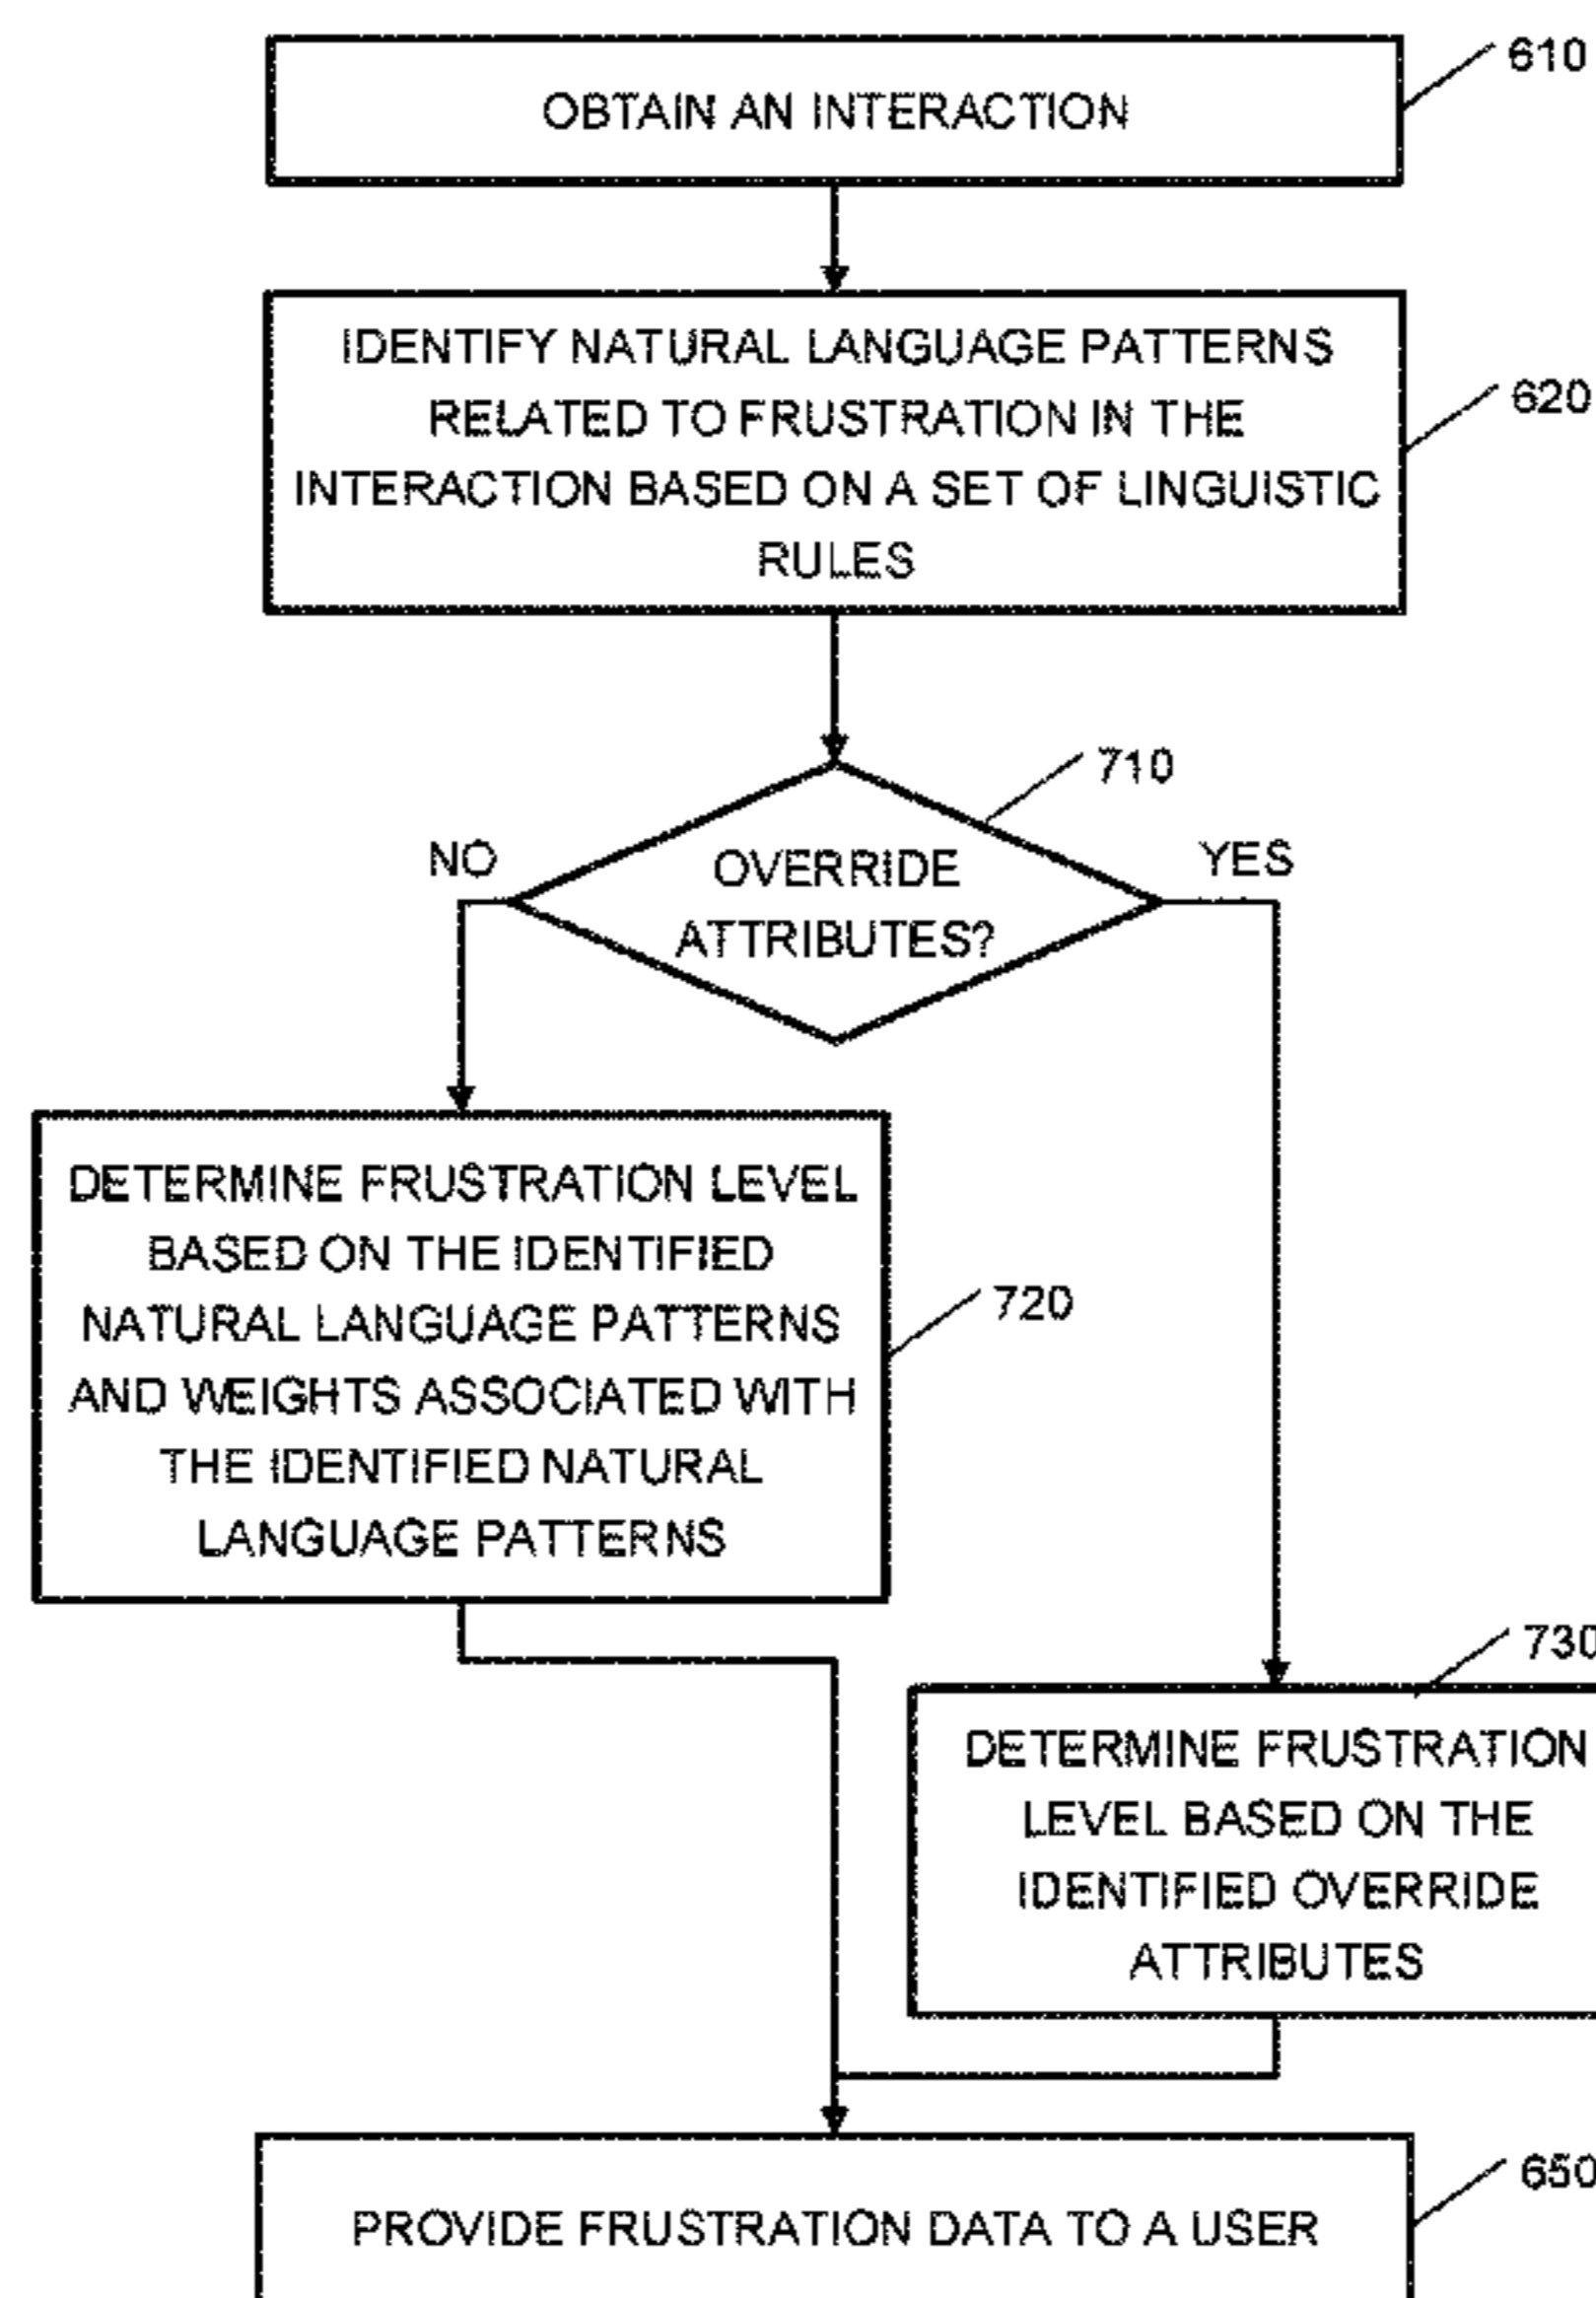 OBTAIN AN INTERACTION
610
IDENTIFY NATURAL LANGUAGE PATTERNS
RELATED TO FRUSTRATION IN THE
INTERACTION BASED ON A SET OF LINGUISTIC
RULES
620
710
NO
OVERRIDE
ATTRIBUTES?
YES
DETERMINE FRUSTRATION LEVEL
BASED ON THE IDENTIFIED
NATURAL LANGUAGE PATTERNS
AND WEIGHTS ASSOCIATED WITH
THE IDENTIFIED NATURAL
LANGUAGE PATTERNS
720
730
DETERMINE FRUSTRATION
LEVEL BASED ON THE
IDENTIFIED OVERRIDE
ATTRIBUTES
PROVIDE FRUSTRATION DATA TO A USER
650